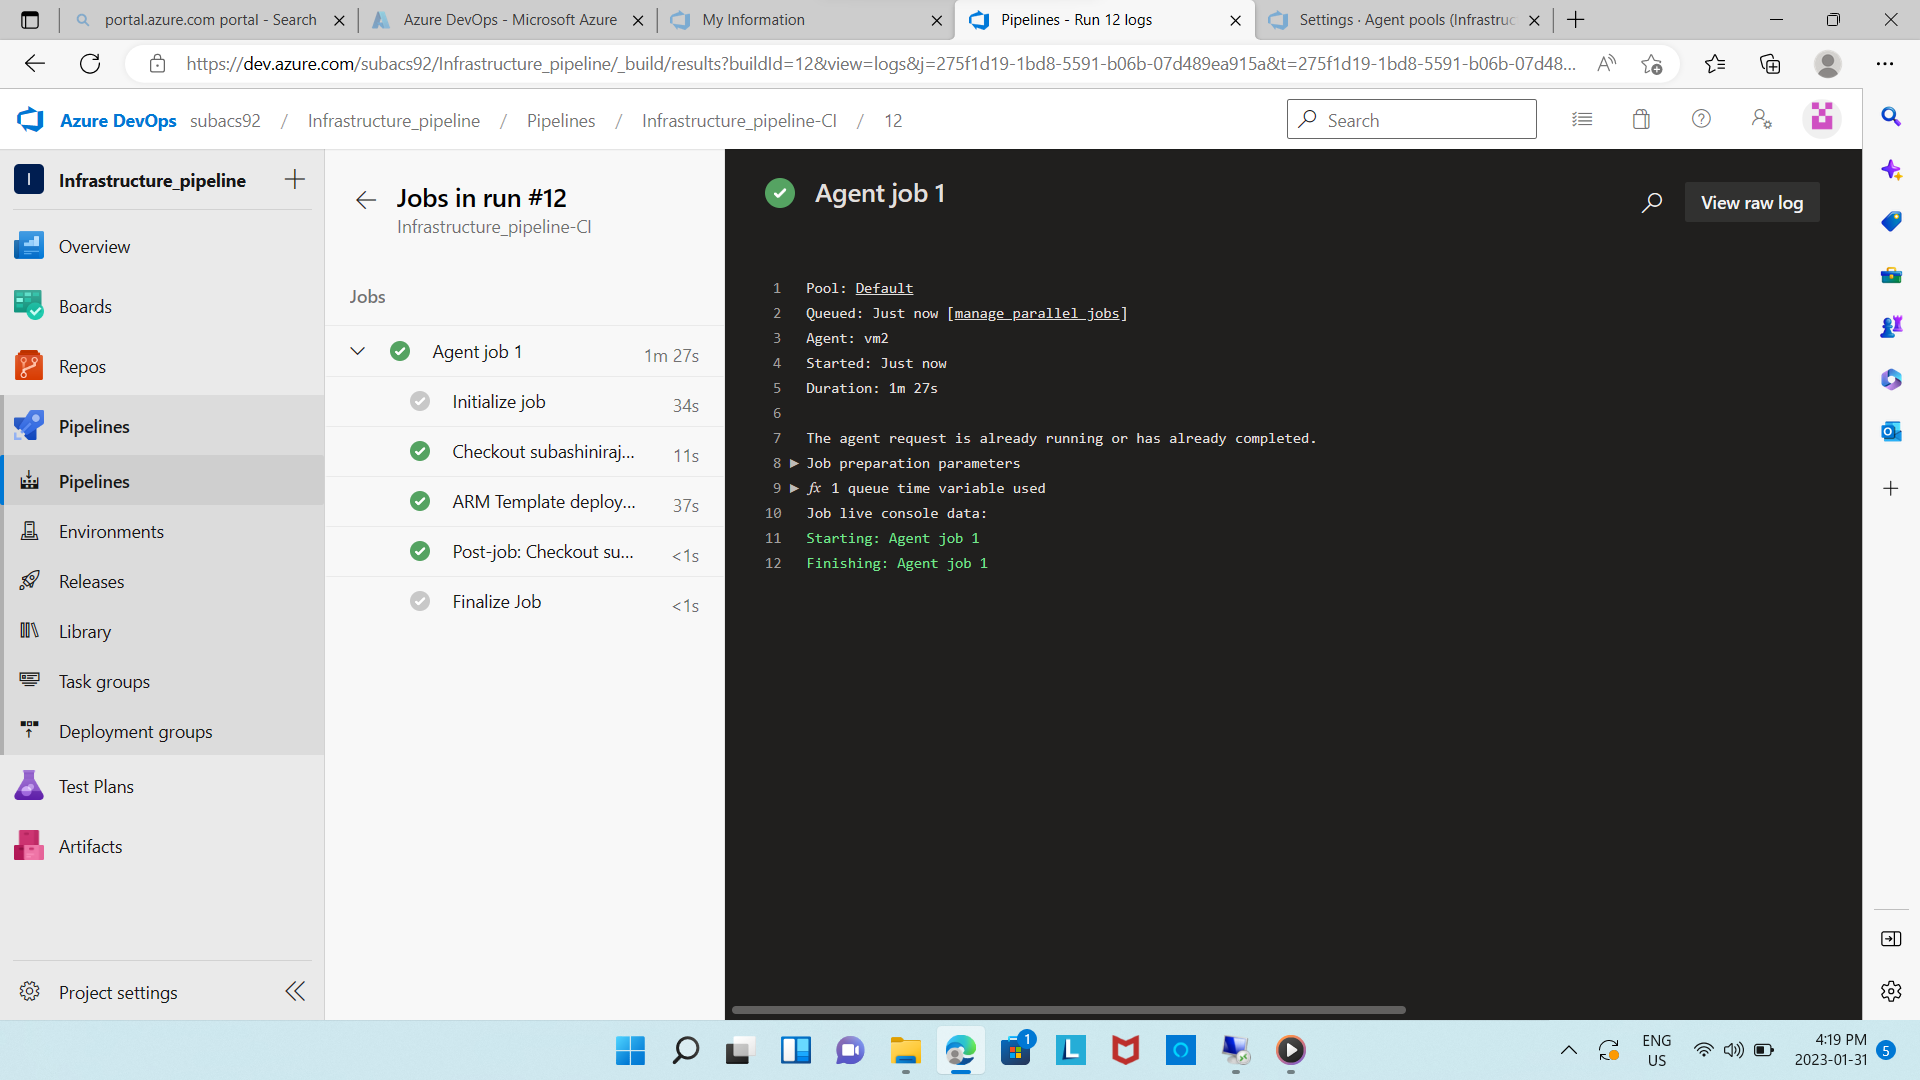 portal.azure.com portal - Search
Azure DevOps - Microsoft Azure
My Information
Pipelines - Run 12 logs
Settings · Agent pools (Infrastruc
https://dev.azure.com/subacs92/Infrastructure_pipeline/_build/results?buildId=12&view=logs&j=275f1d19-1bd8-5591-b06b-07d489ea915a&t=275f1d19-1bd8-5591-b06b-07d48...
Azure DevOps subacs92 / Infrastructure_pipeline / Pipelines / Infrastructure_pipeline-CI / 12
Search
I Infrastructure_pipeline
Overview
Boards
Repos
Pipelines
Pipelines
Environments
Releases
Library
Task groups
Deployment groups
Test Plans
Artifacts
Project settings
Jobs in run #12
Infrastructure_pipeline-CI
Jobs
Agent job 1 1m 27s
Initialize job 34s
Checkout subashiniraj... 11s
ARM Template deploy... 37s
Post-job: Checkout su... <1s
Finalize Job <1s
Agent job 1
View raw log
1 Pool: Default
2 Queued: Just now [manage parallel jobs]
3 Agent: vm2
4 Started: Just now
5 Duration: 1m 27s
6
7 The agent request is already running or has already completed.
8 Job preparation parameters
9 fx 1 queue time variable used
10 Job live console data:
11 Starting: Agent job 1
12 Finishing: Agent job 1
1
L
ENG
US
4:19 PM
2023-01-31
5